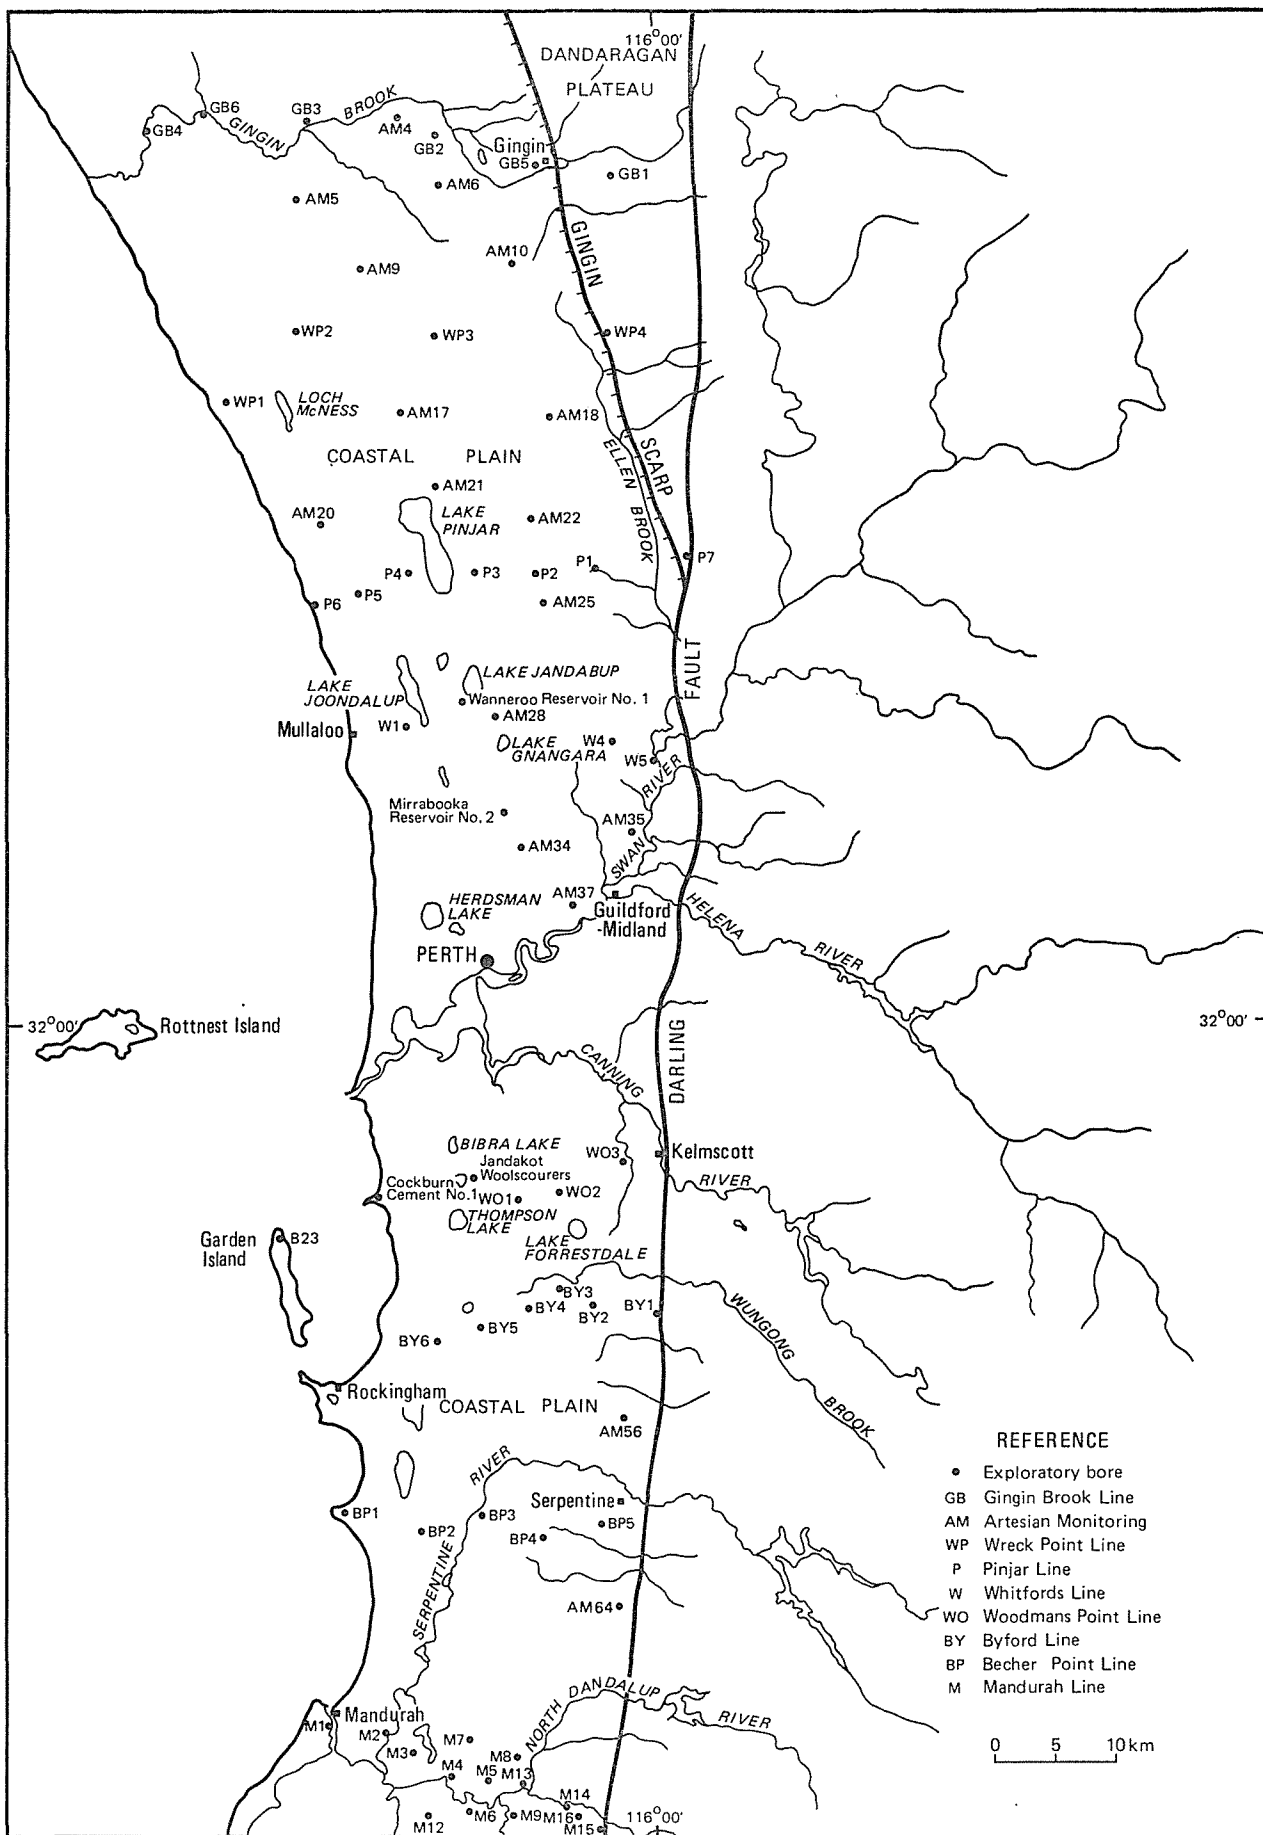 116°00'
DANDARAGAN
PLATEAU
GB6
GB3
BROOK
GB4
GINGIN
AM4
GB2
Gingin
GB5
GB1
AM6
AM5
GINGIN
AM10
AM9
WP2
WP3
WP4
WP1
LOCH
McNESS
AM17
AM18
SCARP
ELLEN BROOK
COASTAL PLAIN
AM21
AM20
LAKE
PINJAR
AM22
P7
P4
P3
P2
P1
P5
P6
AM25
FAULT
LAKE JANDABUP
LAKE
JOONDALUP
Wanneroo Reservoir No. 1
AM28
W1
Mullaloo
LAKE
GNANGARA
W4
W5
RIVER
Mirrabooka
Reservoir No. 2
AM35
AM34
SWAN
AM37
HERDSMAN
LAKE
Guildford
-Midland
HELENA
RIVER
PERTH
32°00'
Rottnest Island
32°00'
CANNING
DARLING
BIBRA LAKE
Jandakot
Woolscourers
WO3
Kelmscott
RIVER
Cockburn
Cement No.1
WO1
WO2
THOMPSON
LAKE
Garden
Island
B23
LAKE
FORRESTDALE
BY3
BY4
BY2
BY1
WUNGONG
BROOK
BY5
BY6
Rockingham
COASTAL PLAIN
AM56
RIVER
Serpentine
BP1
BP2
BP3
BP4
BP5
SERPENTINE
AM64
REFERENCE
Exploratory bore
GB Gingin Brook Line
AM Artesian Monitoring
WP Wreck Point Line
P Pinjar Line
W Whitfords Line
WO Woodmans Point Line
BY Byford Line
BP Becher Point Line
M Mandurah Line
0 5 10 km
NORTH DANDALUP
RIVER
Mandurah
M1
M2
M7
M3
M8
M4
M5
M13
M14
M6
M9
M16
M12
M15
116°00'